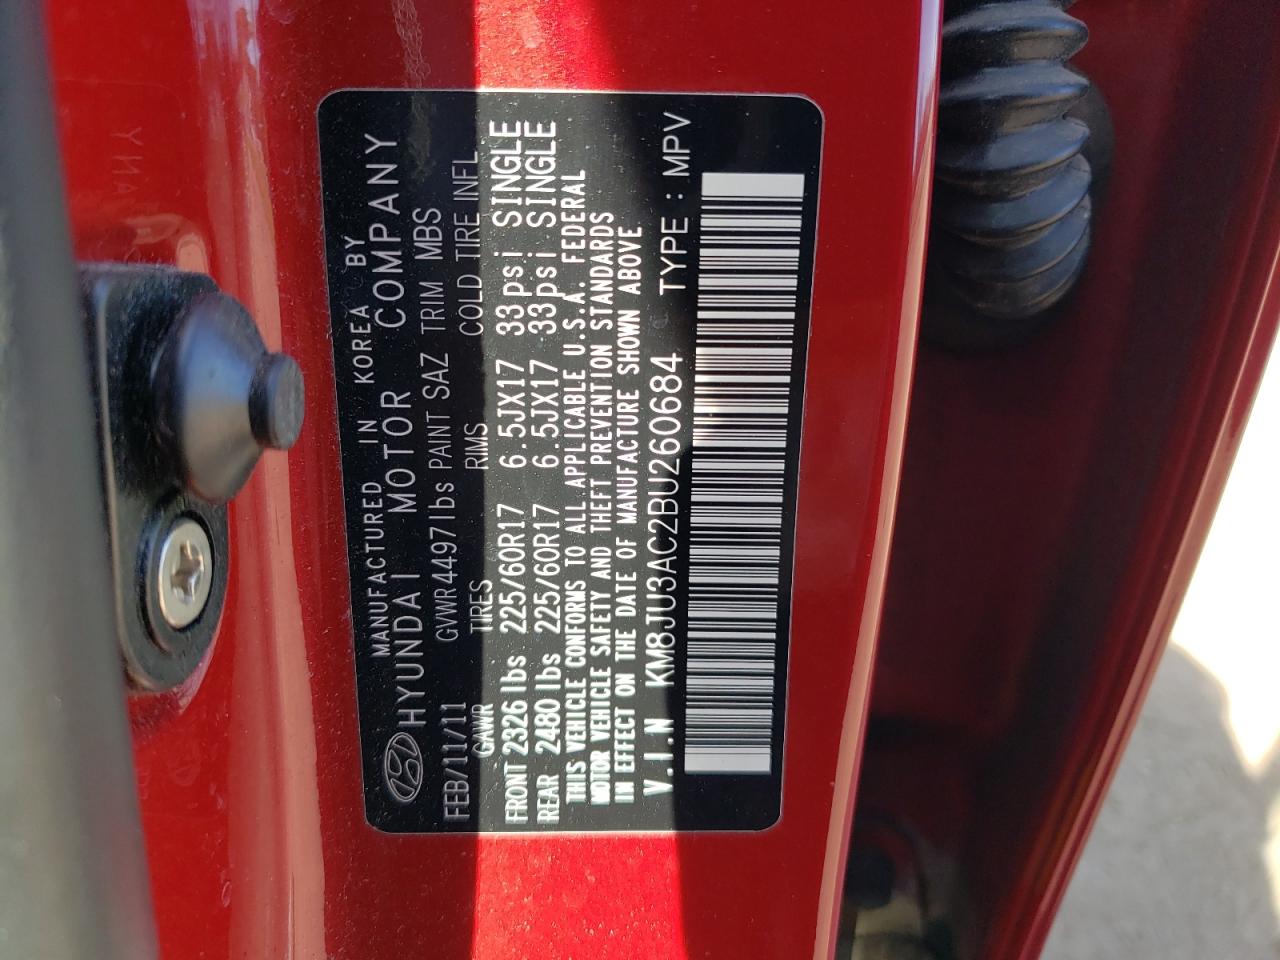 MANUFACTURED IN KOREA BY
HYUNDAI MOTOR COMPANY
FEB/11/11 GVWR4497lbs PAINT SAZ TRIM MBS
GAWR TIRES RIMS COLD TIRE INFL
FRONT 2326 lbs 225/60R17 6.5JX17 33psi SINGLE
REAR 2480 lbs 225/60R17 6.5JX17 33psi SINGLE
THIS VEHICLE CONFORMS TO ALL APPLICABLE U.S.A. FEDERAL
MOTOR VEHICLE SAFETY AND THEFT PREVENTION STANDARDS
IN EFFECT ON THE DATE OF MANUFACTURE SHOWN ABOVE
V.I.N KM8JU3AC2BU260684 TYPE : MPV